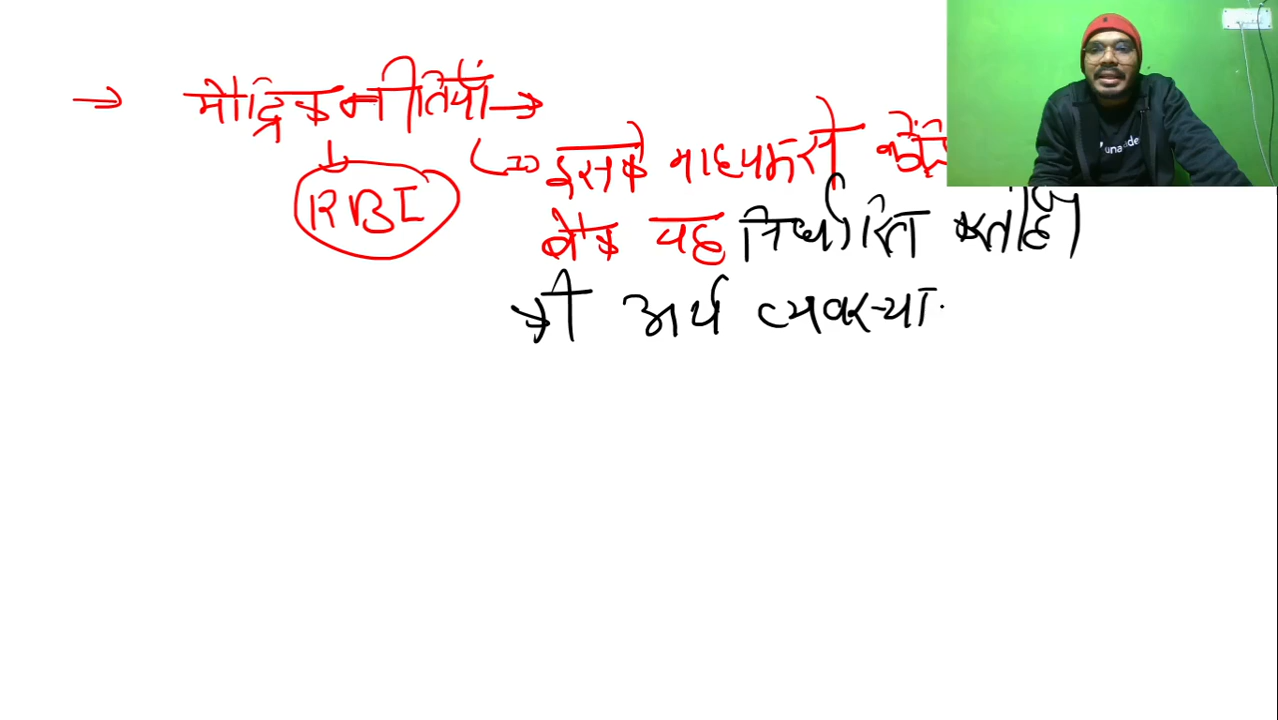 → मौद्रिक नीतियाँ →
RBI
↳ इसके माध्यम से
बैंक यह निर्धारित करता है।
की अर्थ व्यवस्था